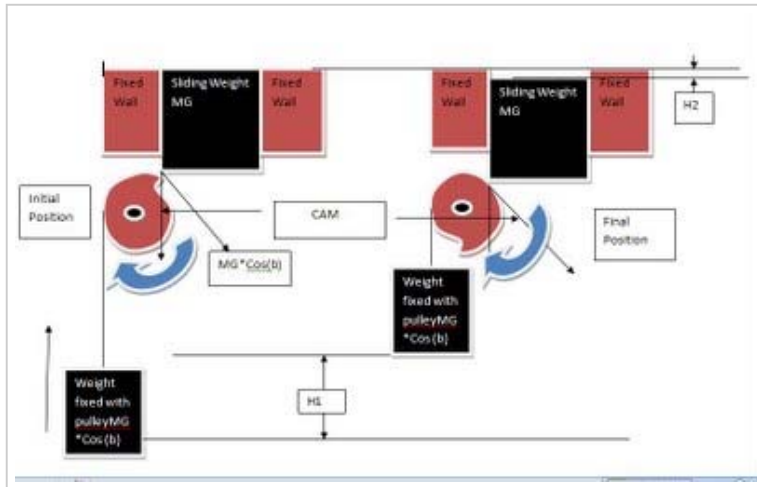 Fixed
Wall
Sliding Weight
MG
Fixed
Wall
Fixed
Wall
Sliding Weight
MG
Fixed
Wall
H2
Initial
Position
CAM
Final
Position
MG*Cos(b)
Weight
fixed with
pulleyMG
*Cos (b)
H1
Weight
fixed with
pulleyMG
*Cos (b)